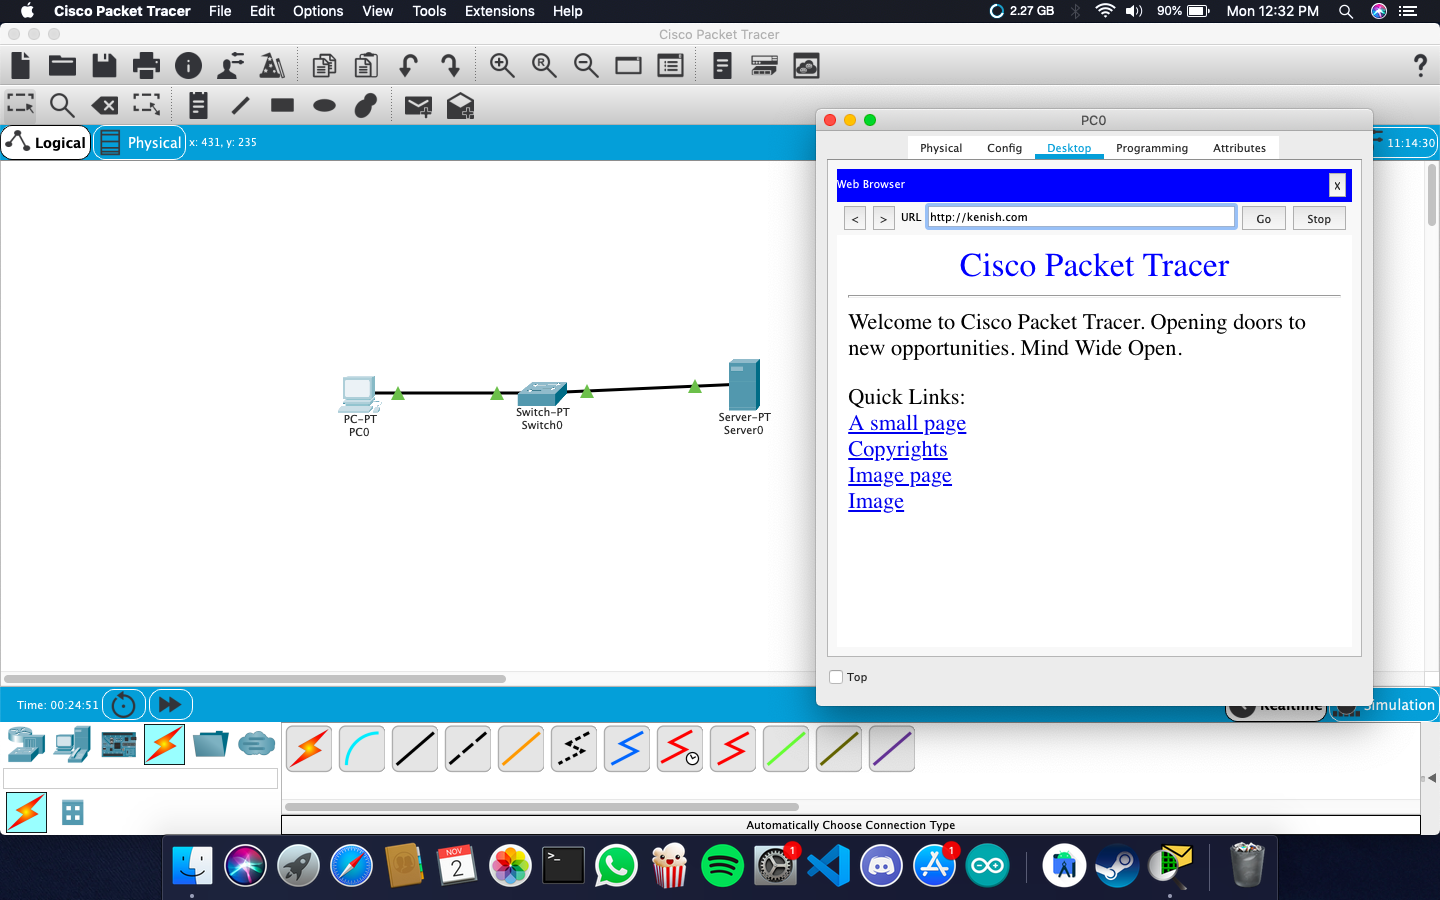 Cisco Packet Tracer File Edit Options View Tools Extensions Help 2.27 GB 90% Mon 12:32 PM
Cisco Packet Tracer
Logical Physical x: 431, y: 235
11:14:30
PC0
Physical Config Desktop Programming Attributes
Web Browser x
< > URL http://kenish.com Go Stop
Cisco Packet Tracer
Welcome to Cisco Packet Tracer. Opening doors to
new opportunities. Mind Wide Open.
Quick Links:
A small page
Copyrights
Image page
Image
Top
PC-PT
PC0
Switch-PT
Switch0
Server-PT
Server0
Time: 00:24:51
Realtime Simulation
Automatically Choose Connection Type
NOV
2
>_
1
1